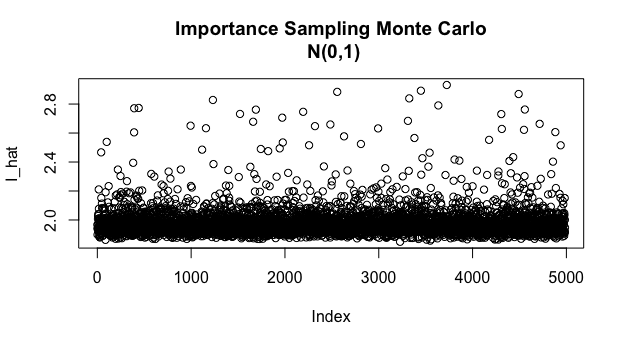 Importance Sampling Monte Carlo
N(0,1)
I_hat
2.8
2.4
2.0
0 1000 2000 3000 4000 5000
Index